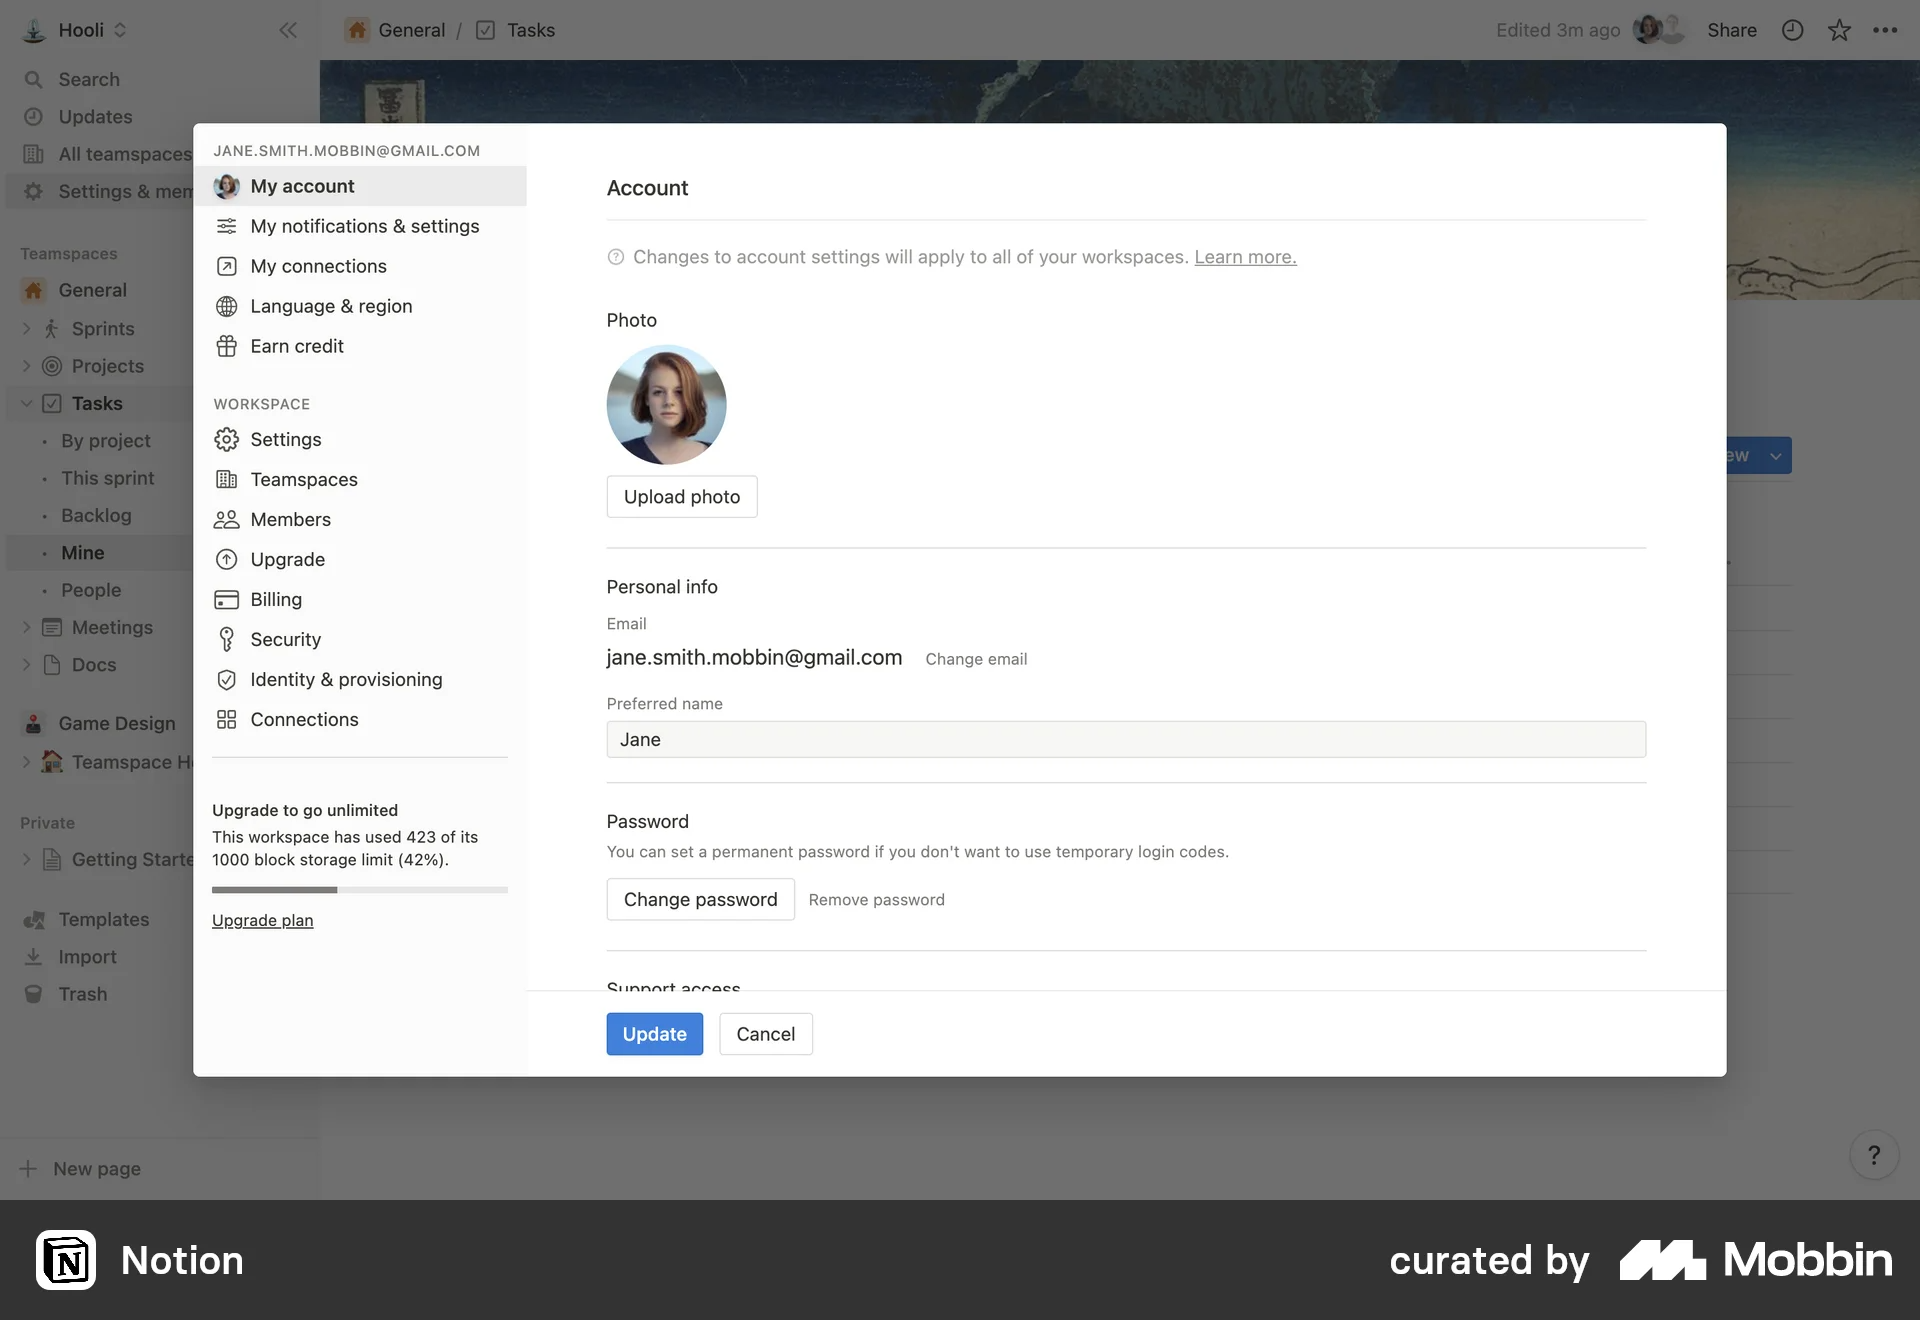 Hooli
General / Tasks
Edited 3m ago
Share
Search
Updates
All teamspaces
Settings & mem
Teamspaces
General
Sprints
Projects
Tasks
By project
This sprint
Backlog
Mine
People
Meetings
Docs
Game Design
Teamspace H
Private
Getting Starte
Templates
Import
Trash
New page
JANE.SMITH.MOBBIN@GMAIL.COM
My account
My notifications & settings
My connections
Language & region
Earn credit
WORKSPACE
Settings
Teamspaces
Members
Upgrade
Billing
Security
Identity & provisioning
Connections
Upgrade to go unlimited
This workspace has used 423 of its
1000 block storage limit (42%).
Upgrade plan
Account
Changes to account settings will apply to all of your workspaces. Learn more.
Photo
Upload photo
Personal info
Email
jane.smith.mobbin@gmail.com Change email
Preferred name
Jane
Password
You can set a permanent password if you don't want to use temporary login codes.
Change password Remove password
Support access
Update Cancel
ew
?
Notion
curated by Mobbin